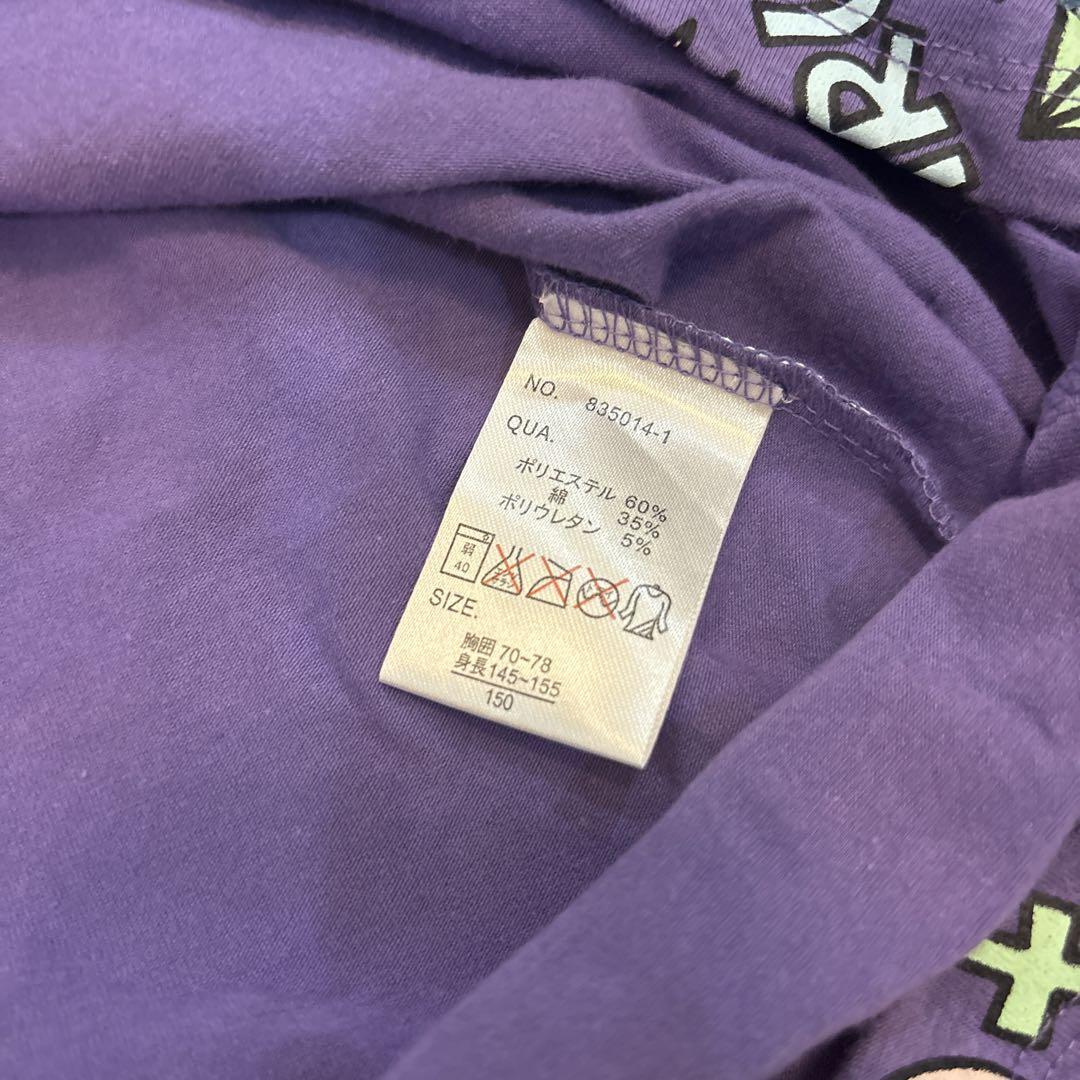 NO. 835014-1
QUA.
ポリエステル 60%
綿 35%
ポリウレタン 5%
弱
40
SIZE.
胸囲 70~78
身長145~155
150